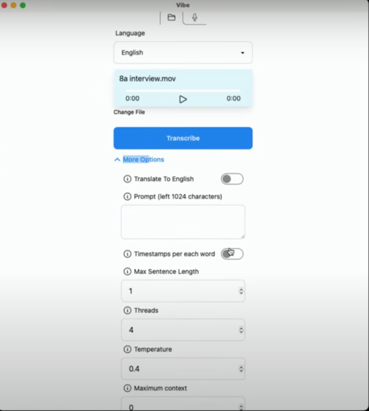 Vibe
Language
English
8a interview.mov
0:00 0:00
Change File
Transcribe
More Options
Translate To English
Prompt (left 1024 characters)
Timestamps per each word
Max Sentence Length
1
Threads
4
Temperature
0.4
Maximum context
0